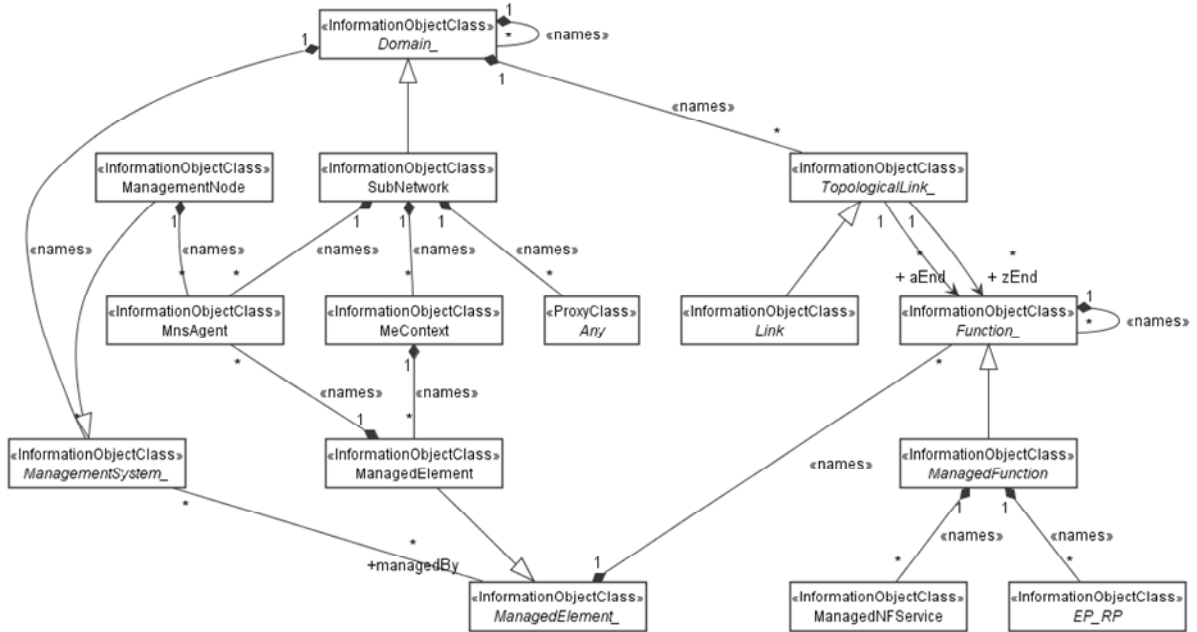 1
«InformationObjectClass»
Domain_
1
*
«names»
1
«names»
*
«InformationObjectClass»
ManagementNode
«InformationObjectClass»
SubNetwork
«InformationObjectClass»
TopologicalLink_
1
1
1
1
1
1
«names»
«names»
«names»
«names»
«names»
*
*
*
*
*
*
+ aEnd
+ zEnd
«InformationObjectClass»
MnsAgent
«InformationObjectClass»
MeContext
«ProxyClass»
Any
«InformationObjectClass»
Link
«InformationObjectClass»
Function_
1
*
«names»
*
1
*
«names»
«names»
1
*
*
«InformationObjectClass»
ManagementSystem_
«InformationObjectClass»
ManagedElement
«names»
«InformationObjectClass»
ManagedFunction
*
1
1
*
+managedBy
«names»
«names»
1
*
*
«InformationObjectClass»
ManagedElement_
«InformationObjectClass»
ManagedNFService
«InformationObjectClass»
EP_RP